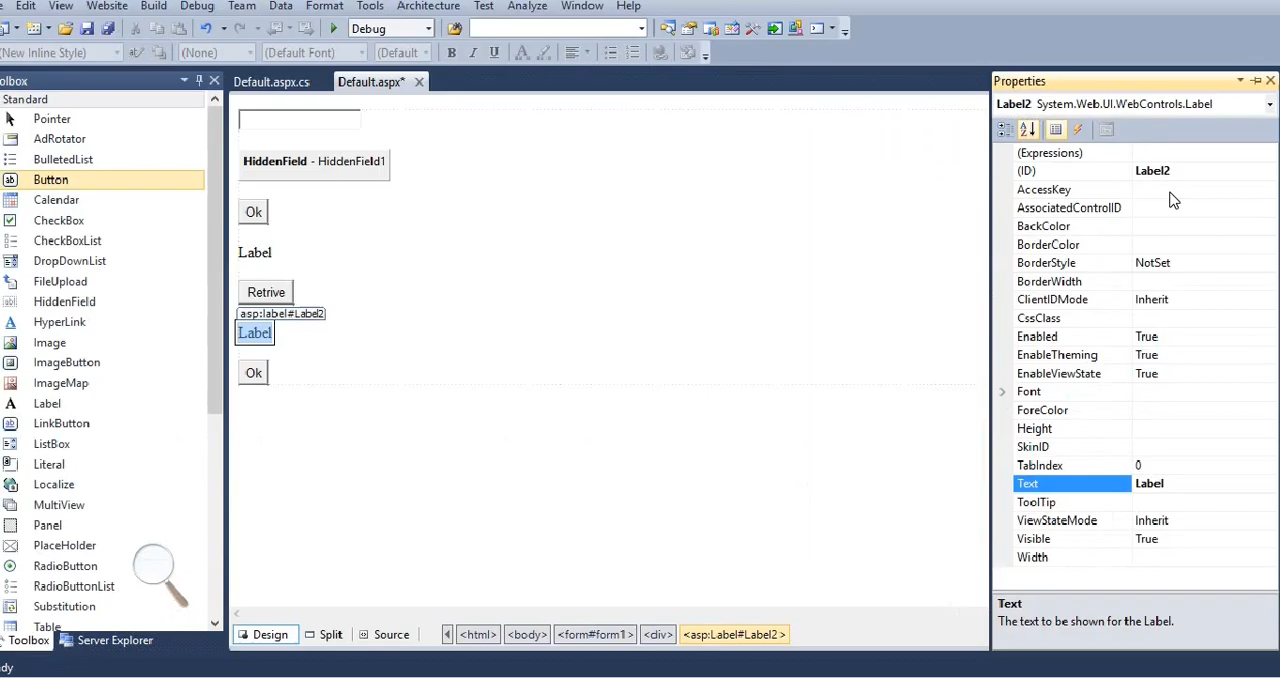 Edit View Website Build Debug Team Data Format Tools Architecture Test Analyze Window Help
Debug
(New Inline Style) (None) (Default Font) (Default B I U A
oolbox
Standard
Pointer
AdRotator
BulletedList
Button
Calendar
CheckBox
CheckBoxList
DropDownList
FileUpload
HiddenField
HyperLink
Image
ImageButton
ImageMap
Label
LinkButton
ListBox
Literal
Localize
MultiView
Panel
PlaceHolder
RadioButton
RadioButtonList
Substitution
Table
Toolbox Server Explorer
dy
Default.aspx.cs Default.aspx*
HiddenField - HiddenField1
Ok
Label
Retrive
asp:label#Label2
Label
Ok
Design Split Source <html> <body> <form#form1> <div> <asp:Label#Label2>
Properties
Label2 System.Web.UI.WebControls.Label
(Expressions)
(ID) Label2
AccessKey
AssociatedControlID
BackColor
BorderColor
BorderStyle NotSet
BorderWidth
ClientIDMode Inherit
CssClass
Enabled True
EnableTheming True
EnableViewState True
Font
ForeColor
Height
SkinID
TabIndex 0
Text Label
ToolTip
ViewStateMode Inherit
Visible True
Width
Text
The text to be shown for the Label.